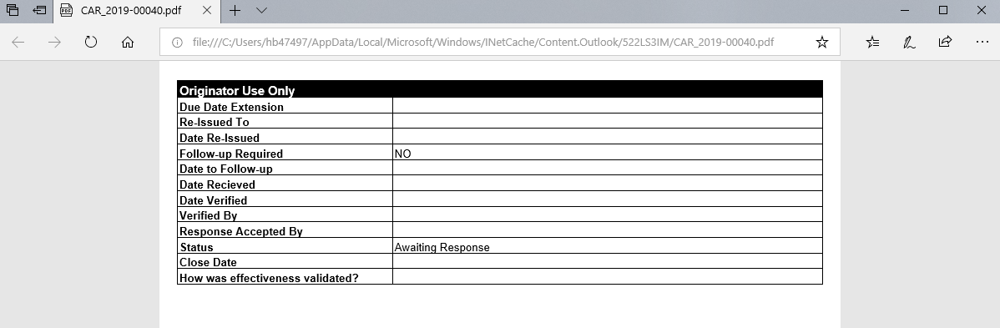 CAR_2019-00040.pdf
file:///C:/Users/hb47497/AppData/Local/Microsoft/Windows/INetCache/Content.Outlook/522LS3IM/CAR_2019-00040.pdf
Originator Use Only
Due Date Extension
Re-Issued To
Date Re-Issued
Follow-up Required NO
Date to Follow-up
Date Recieved
Date Verified
Verified By
Response Accepted By
Status Awaiting Response
Close Date
How was effectiveness validated?